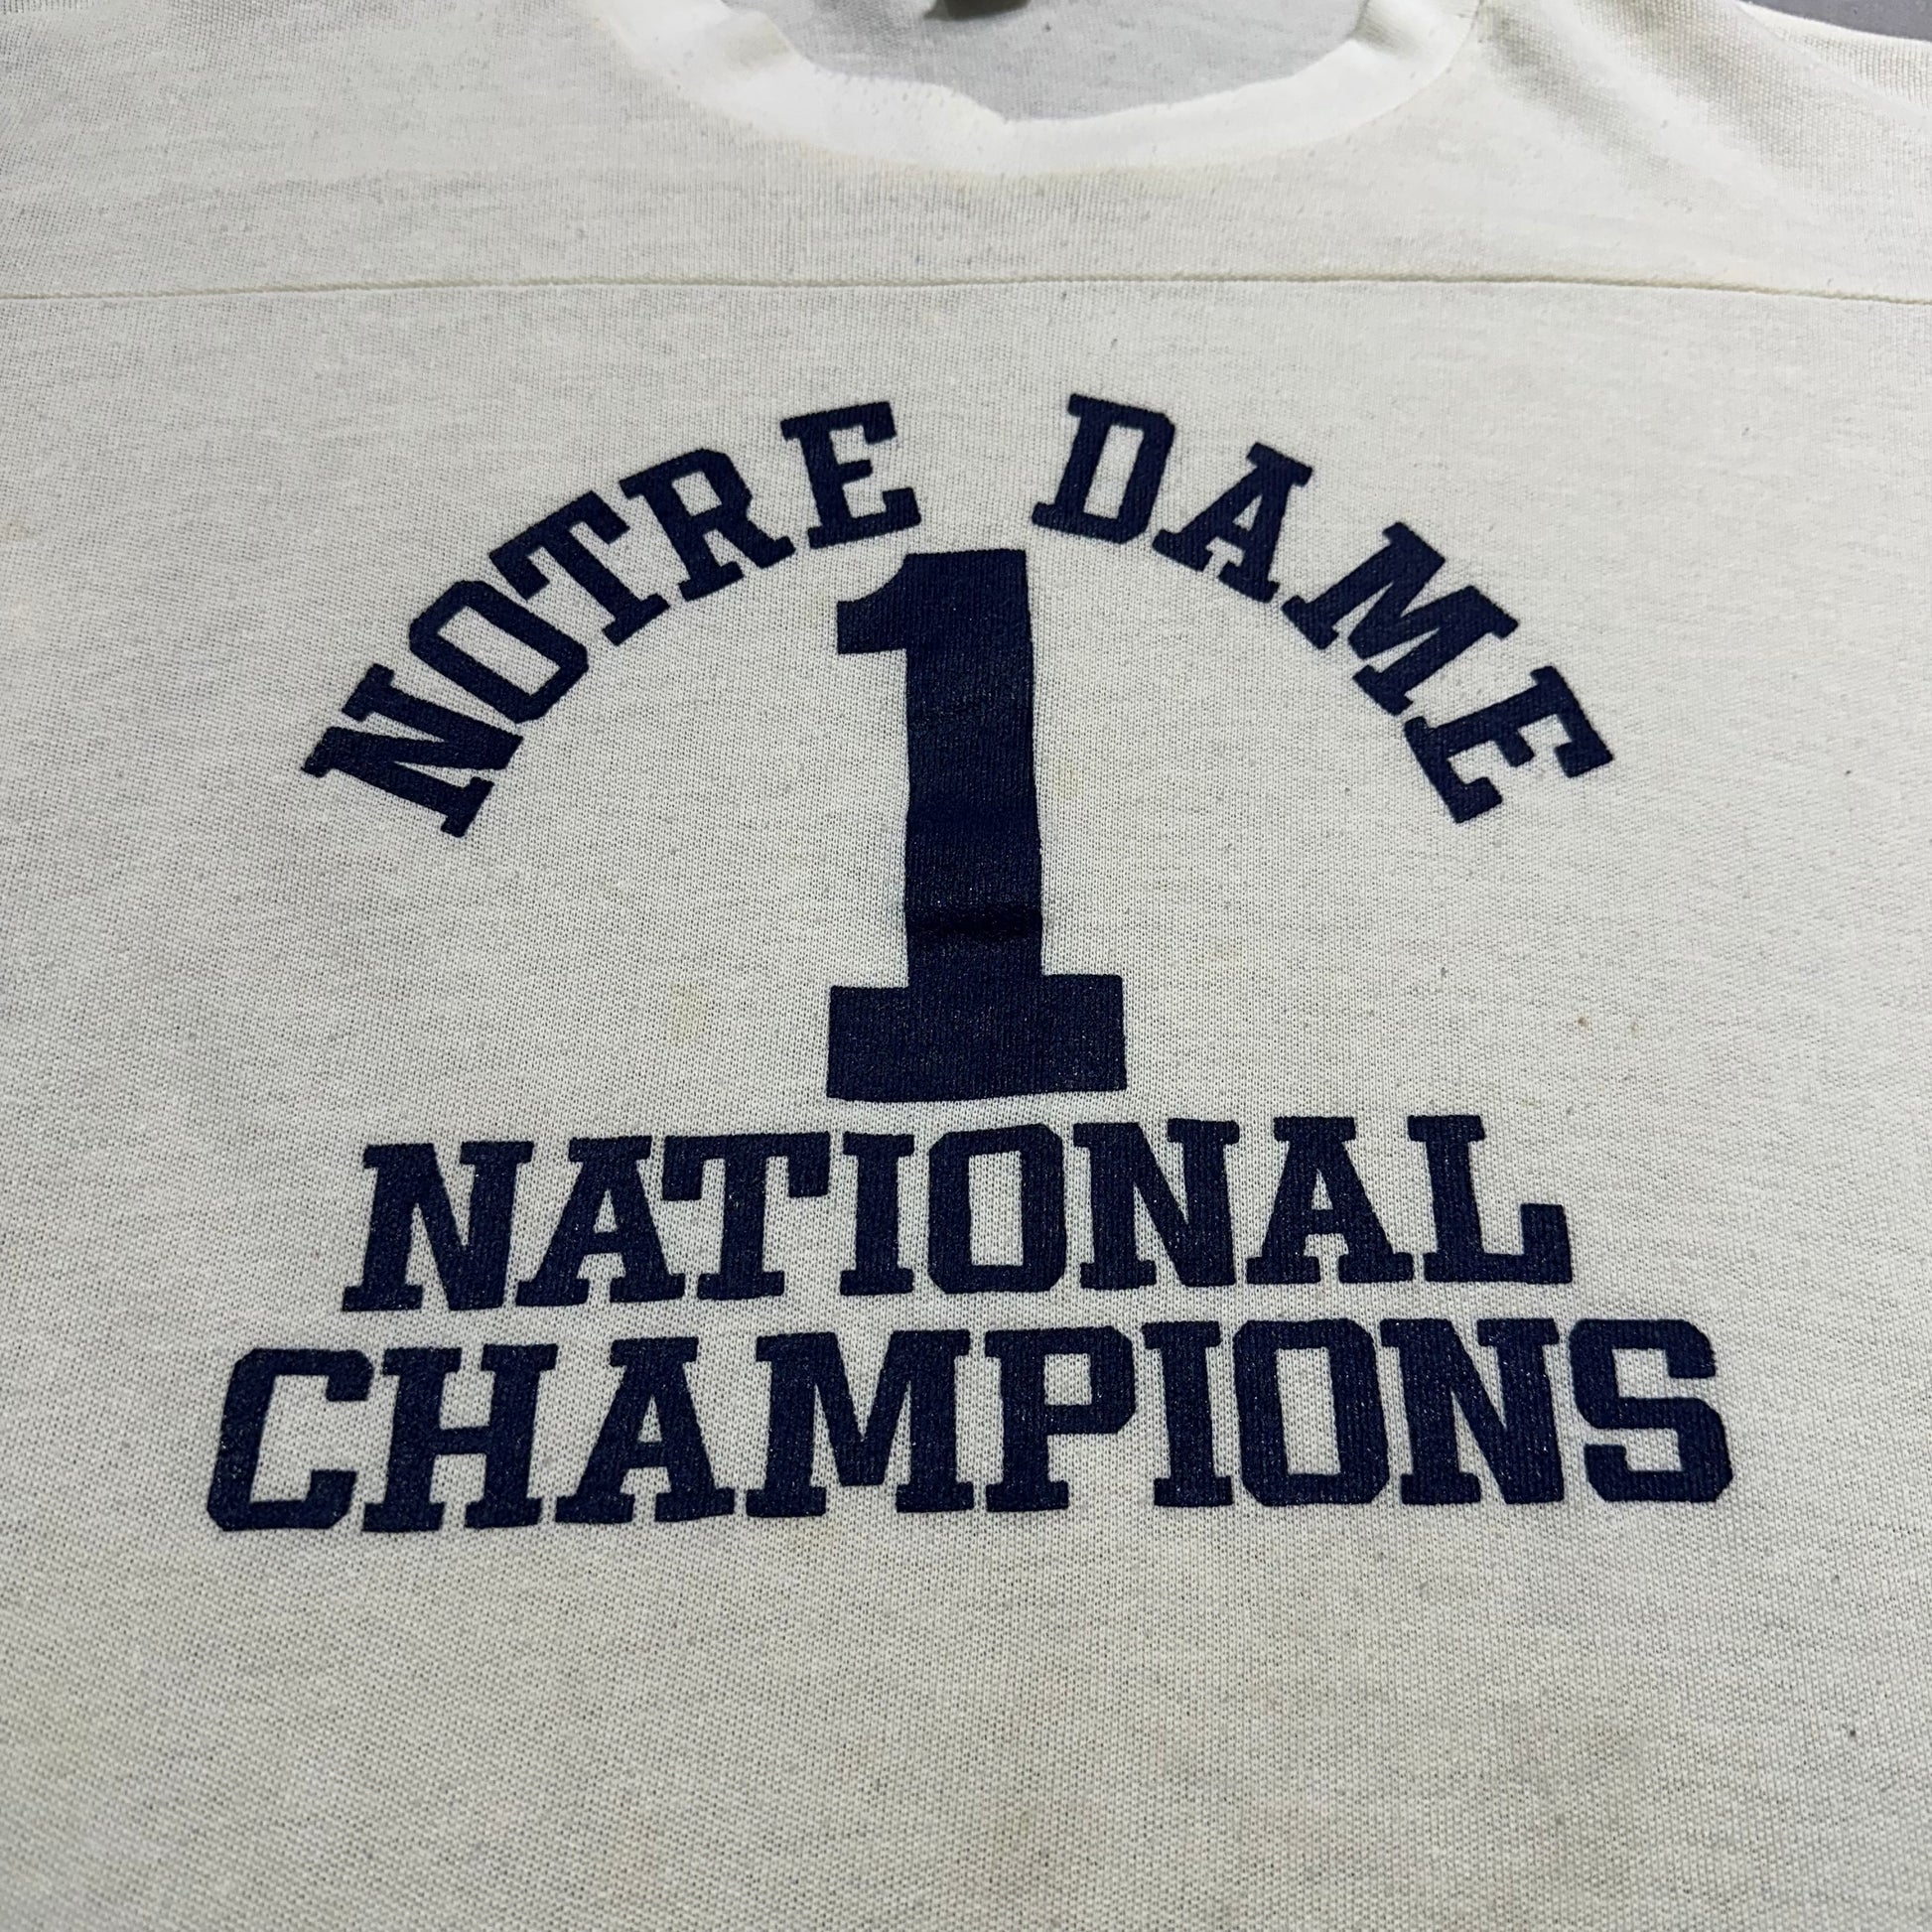 NOTRE DAME
1
NATIONAL
CHAMPIONS